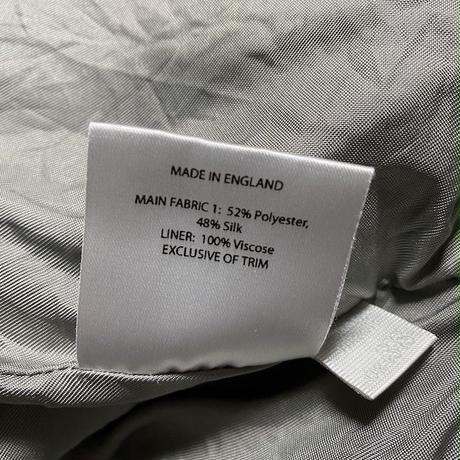 MADE IN ENGLAND
MAIN FABRIC 1: 52% Polyester,
48% Silk
LINER: 100% Viscose
EXCLUSIVE OF TRIM